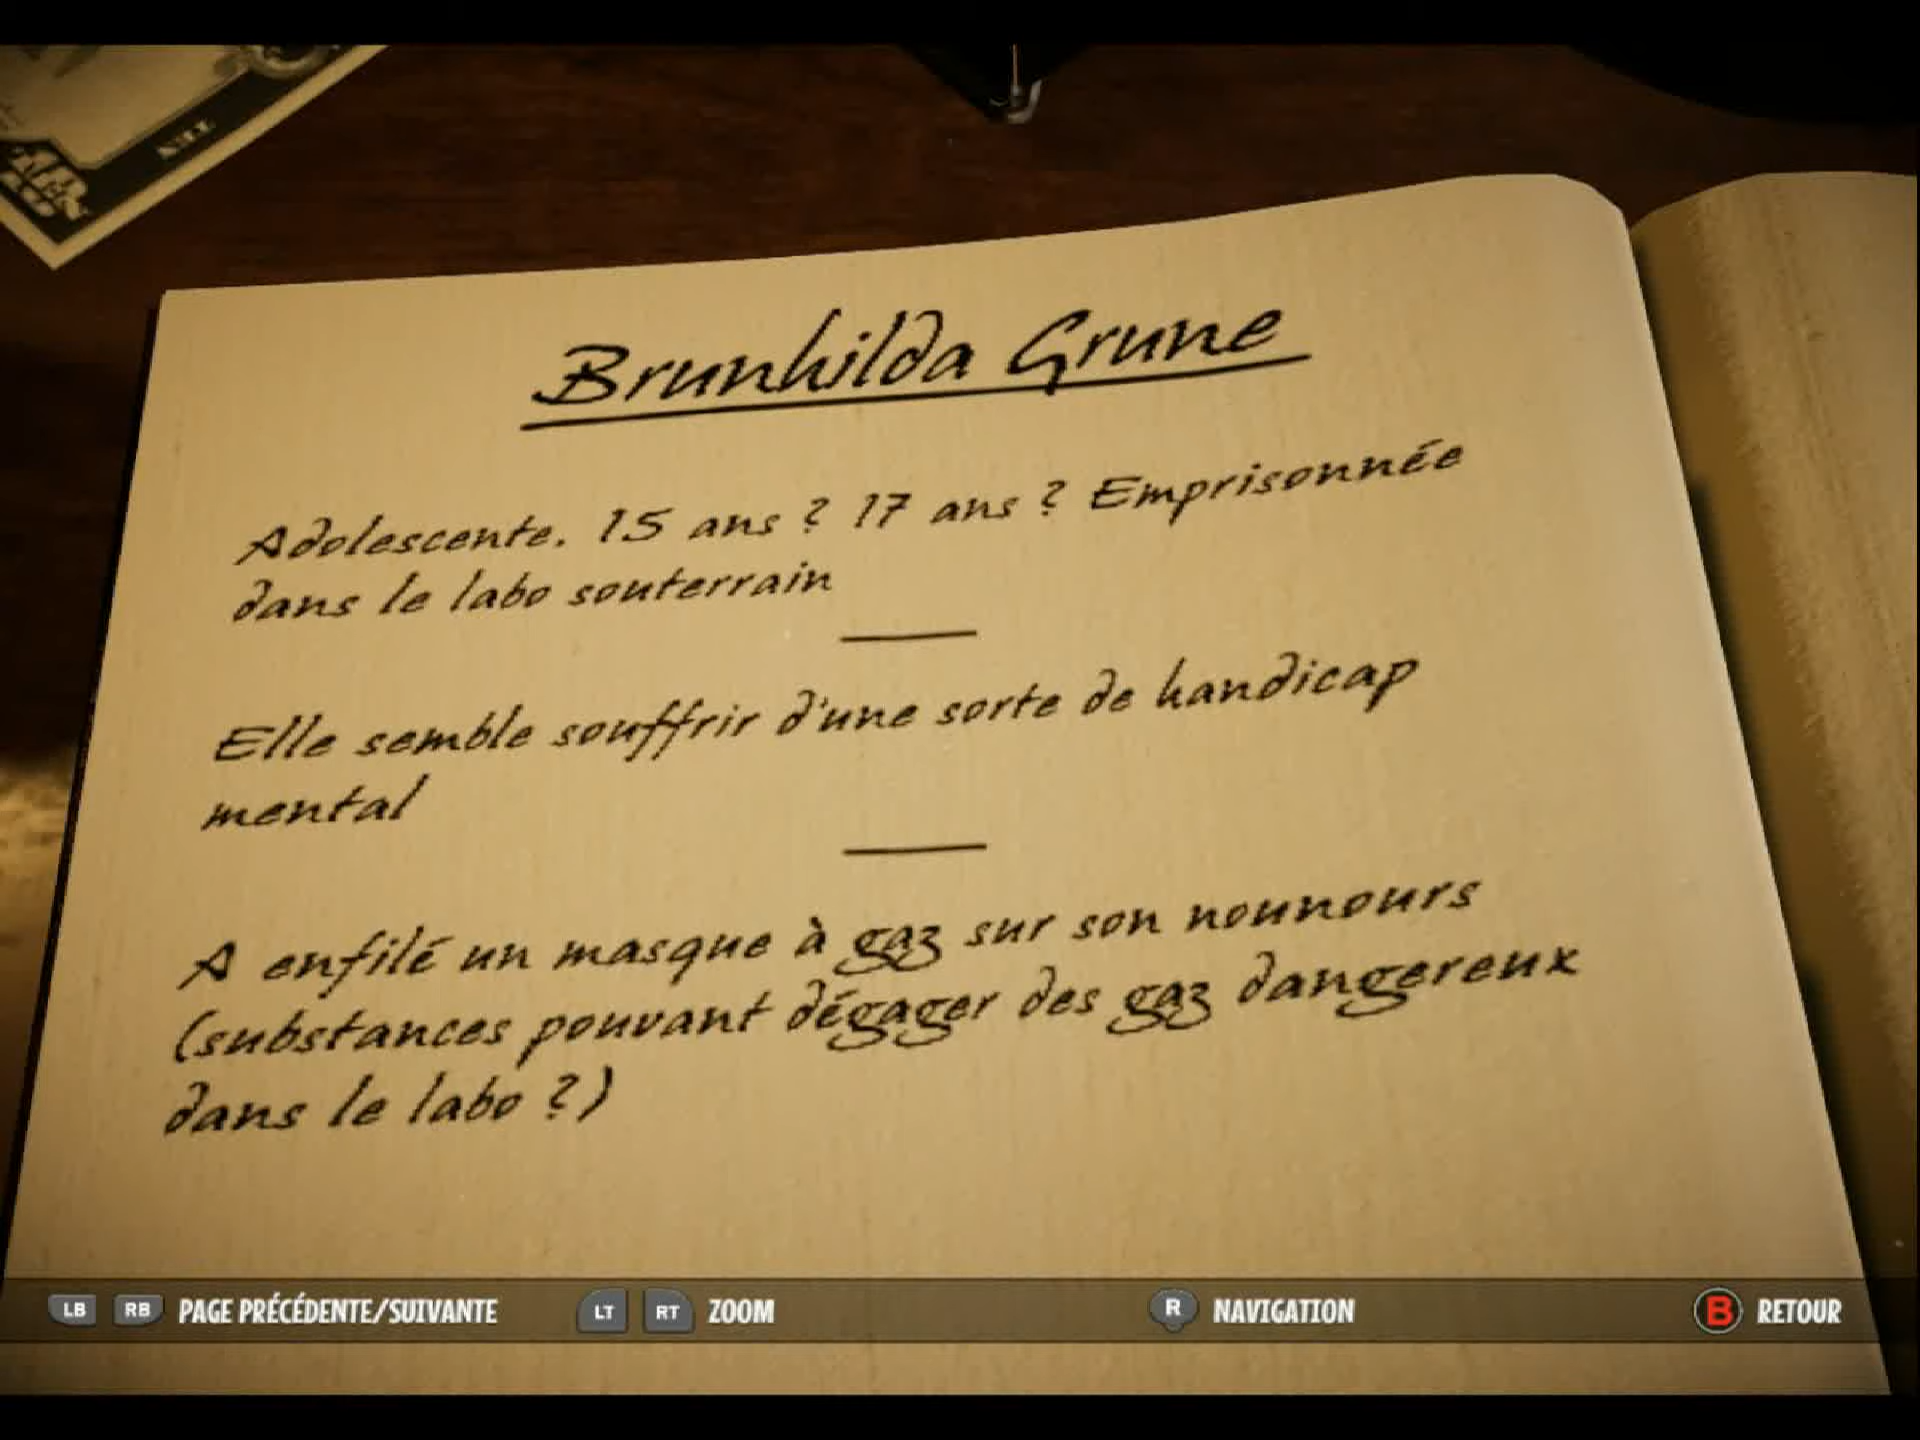 Brunhilda Grune
Adolescente. 15 ans ? 17 ans ? Emprisonnée
dans le labo souterrain
Elle semble souffrir d'une sorte de handicap
mental
A enfilé un masque à gaz sur son nounours
(substances pouvant dégager des gaz dangereux
dans le labo ?)
LB RB PAGE PRÉCÉDENTE/SUIVANTE LT RT ZOOM R NAVIGATION B RETOUR